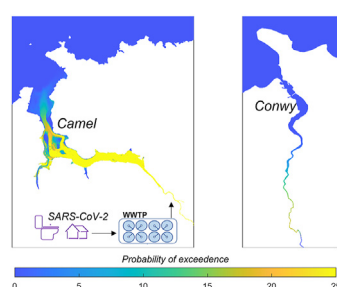 Camel
Conwy
SARS-CoV-2
WWTP
Probability of exceedence
0 5 10 15 20